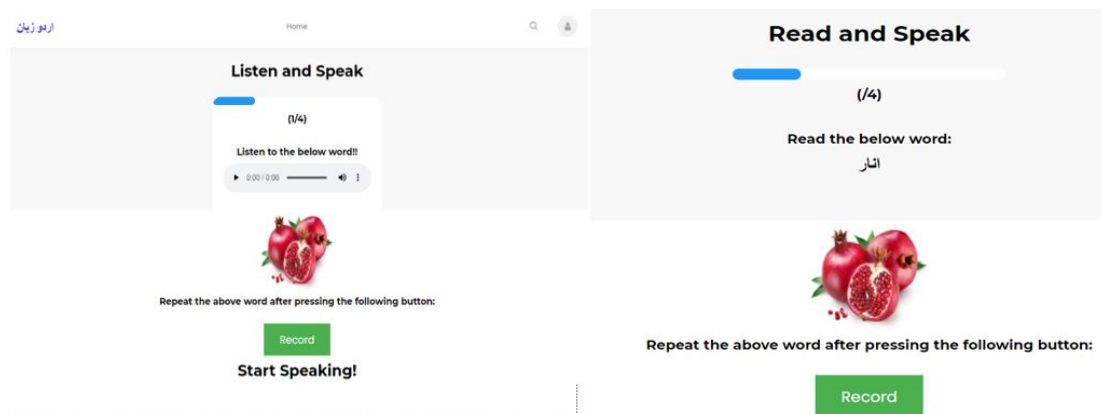 اردو زبان
Home
Listen and Speak
(1/4)
Listen to the below word!!
0:00 / 0:00
Repeat the above word after pressing the following button:
Record
Start Speaking!
Read and Speak
(/4)
Read the below word:
انار
Repeat the above word after pressing the following button:
Record